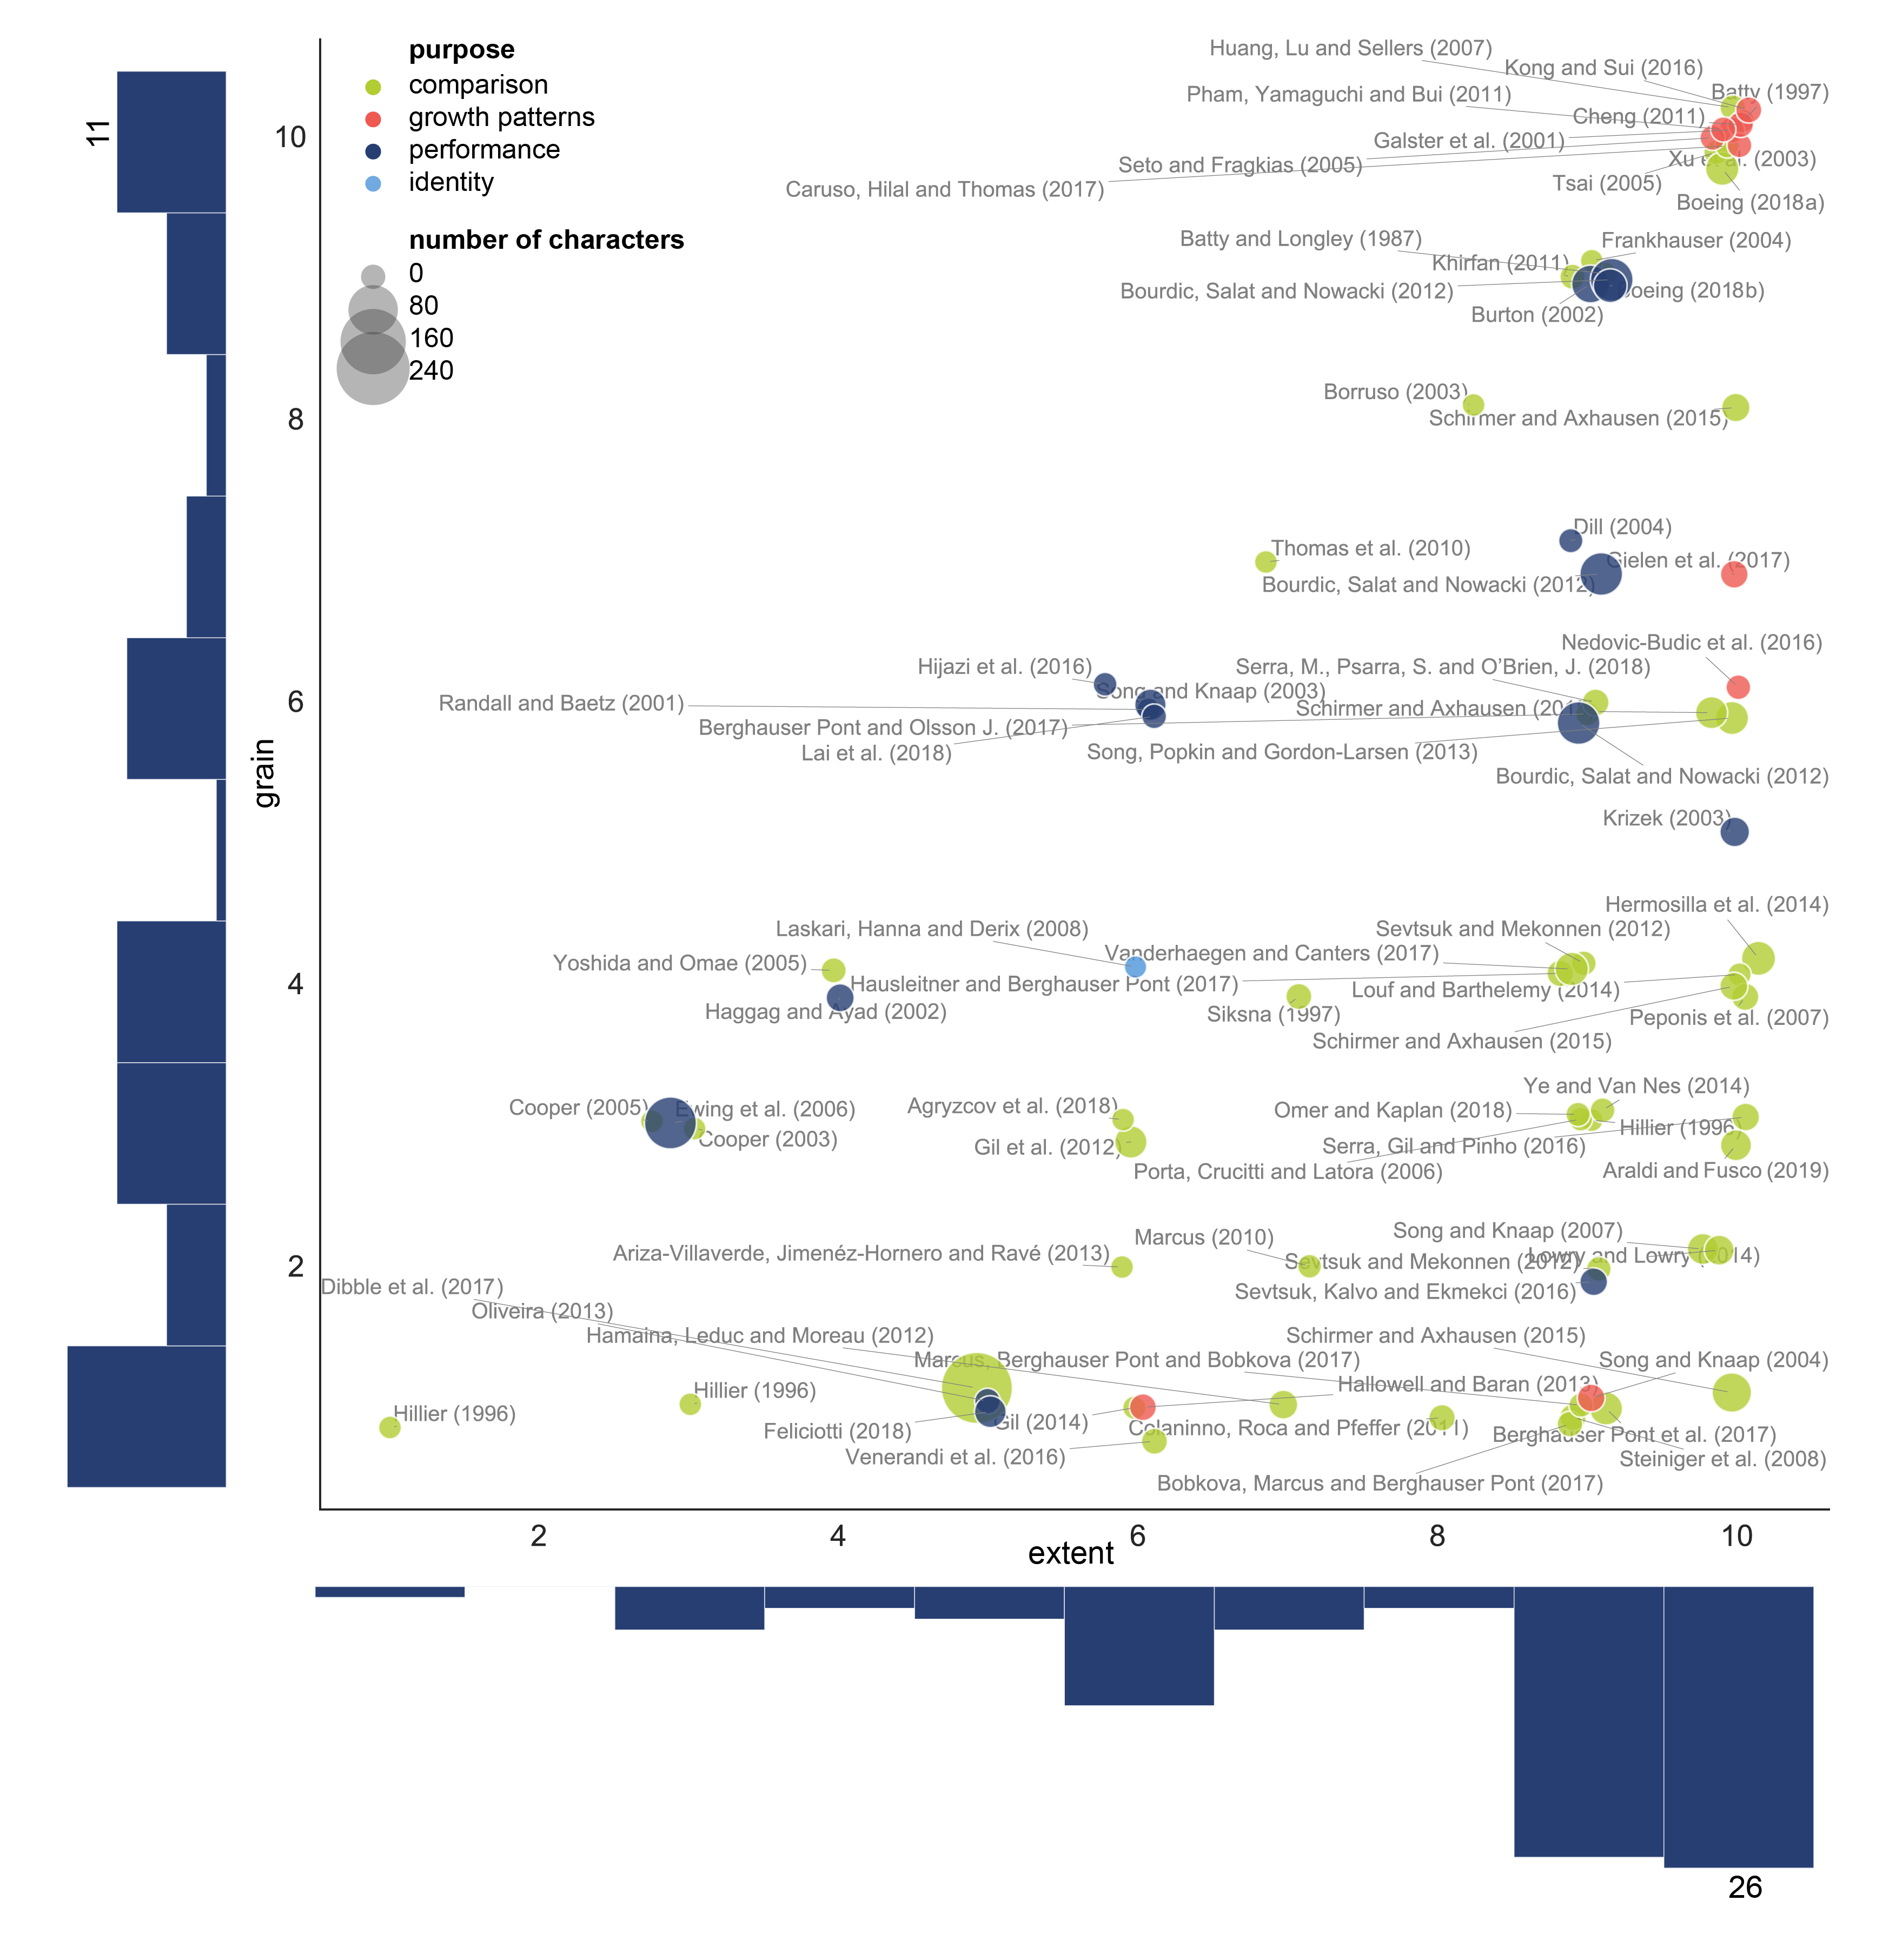 purpose
comparison
growth patterns
performance
identity
number of characters
0
80
160
240
11
10
8
6
4
2
grain
Huang, Lu and Sellers (2007)
Kong and Sui (2016)
Pham, Yamaguchi and Bui (2011)
Batty (1997)
Cheng (2011)
Galster et al. (2001)
Seto and Fragkias (2005)
Xu et al. (2003)
Caruso, Hilal and Thomas (2017)
Tsai (2005)
Boeing (2018a)
Batty and Longley (1987)
Frankhauser (2004)
Khirfan (2011)
Bourdic, Salat and Nowacki (2012)
Boeing (2018b)
Burton (2002)
Borruso (2003)
Schirmer and Axhausen (2015)
Dill (2004)
Thomas et al. (2010)
Gielen et al. (2017)
Bourdic, Salat and Nowacki (2012)
Nedovic-Budic et al. (2016)
Hijazi et al. (2016)
Serra, M., Psarra, S. and O’Brien, J. (2018)
Song and Knaap (2003)
Randall and Baetz (2001)
Schirmer and Axhausen (2015)
Berghauser Pont and Olsson J. (2017)
Lai et al. (2018)
Song, Popkin and Gordon-Larsen (2013)
Bourdic, Salat and Nowacki (2012)
Krizek (2003)
Hermosilla et al. (2014)
Laskari, Hanna and Derix (2008)
Sevtsuk and Mekonnen (2012)
Vanderhaegen and Canters (2017)
Yoshida and Omae (2005)
Hausleitner and Berghauser Pont (2017)
Louf and Barthelemy (2014)
Haggag and Ayad (2002)
Siksna (1997)
Peponis et al. (2007)
Schirmer and Axhausen (2015)
Ye and Van Nes (2014)
Cooper (2005)
Ewing et al. (2006)
Agryzcov et al. (2018)
Omer and Kaplan (2018)
Hillier (1996)
Cooper (2003)
Gil et al. (2012)
Serra, Gil and Pinho (2016)
Porta, Crucitti and Latora (2006)
Araldi and Fusco (2019)
Song and Knaap (2007)
Marcus (2010)
Ariza-Villaverde, Jimenéz-Hornero and Ravé (2013)
Sevtsuk and Mekonnen (2012)
Lowry and Lowry (2014)
Dibble et al. (2017)
Sevtsuk, Kalvo and Ekmekci (2016)
Oliveira (2013)
Hamaina, Leduc and Moreau (2012)
Schirmer and Axhausen (2015)
Marcus, Berghauser Pont and Bobkova (2017)
Song and Knaap (2004)
Hillier (1996)
Hallowell and Baran (2013)
Hillier (1996)
Feliciotti (2018)
Gil (2014)
Colaninno, Roca and Pfeffer (2011)
Berghauser Pont et al. (2017)
Venerandi et al. (2016)
Steiniger et al. (2008)
Bobkova, Marcus and Berghauser Pont (2017)
2
4
6
8
10
extent
26